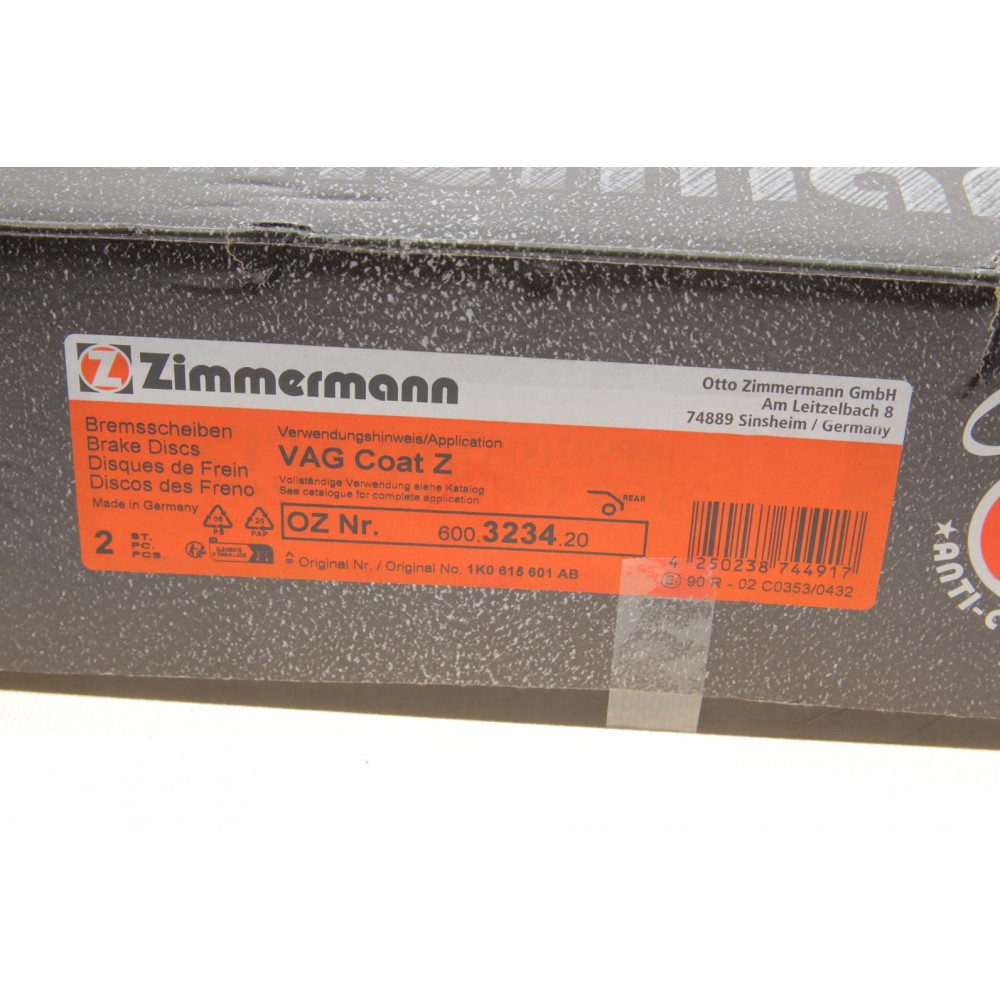 Zimmermann
Otto Zimmermann GmbH
Am Leitzelbach 8
74889 Sinsheim / Germany
Bremsscheiben
Brake Discs
Disques de Frein
Discos des Freno
Made in Germany
2 ST.
PC.
PCS.
Verwendungshinweis/Application
VAG Coat Z
Vollständige Verwendung siehe Katalog
See catalogue for complete application
REAR
OZ Nr. 600.3234.20
≙ Original Nr. / Original No. 1K0 615 601 AB
4 250238 744917
90 R - 02 C0353/0432
20
PAP
Z